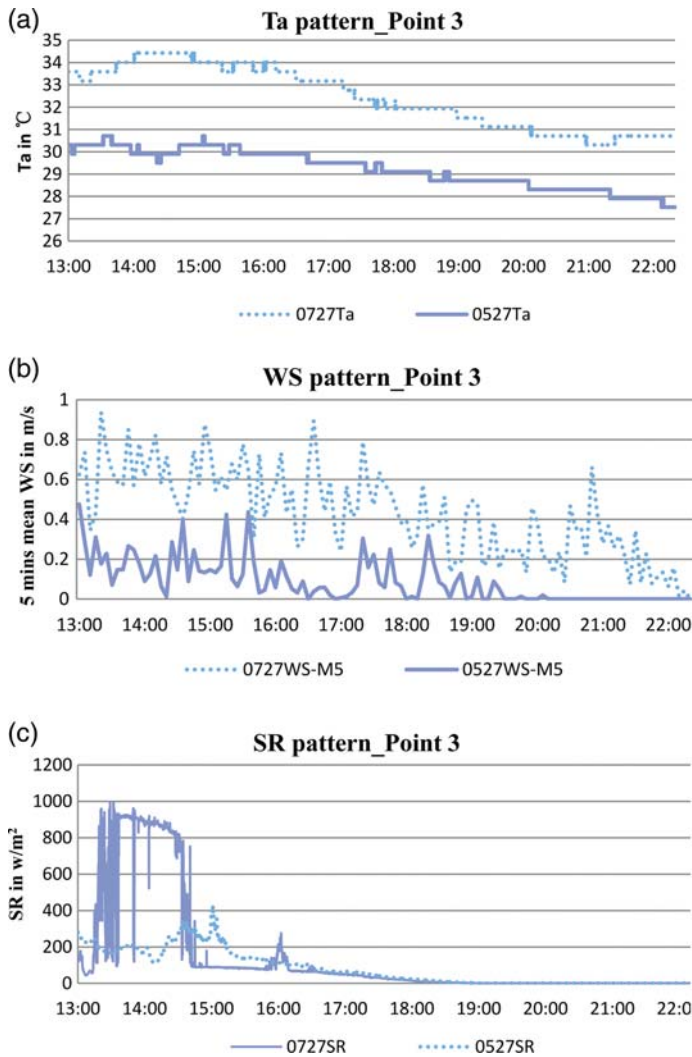 (a)
Ta pattern_Point 3
Ta in ℃
35
34
33
32
31
30
29
28
27
26
13:00 14:00 15:00 16:00 17:00 18:00 19:00 20:00 21:00 22:00
0727Ta 0527Ta
(b)
WS pattern_Point 3
5 mins mean WS in m/s
1
0.8
0.6
0.4
0.2
0
13:00 14:00 15:00 16:00 17:00 18:00 19:00 20:00 21:00 22:00
0727WS-M5 0527WS-M5
(c)
SR pattern_Point 3
SR in w/m²
1200
1000
800
600
400
200
0
13:00 14:00 15:00 16:00 17:00 18:00 19:00 20:00 21:00 22:00
0727SR 0527SR